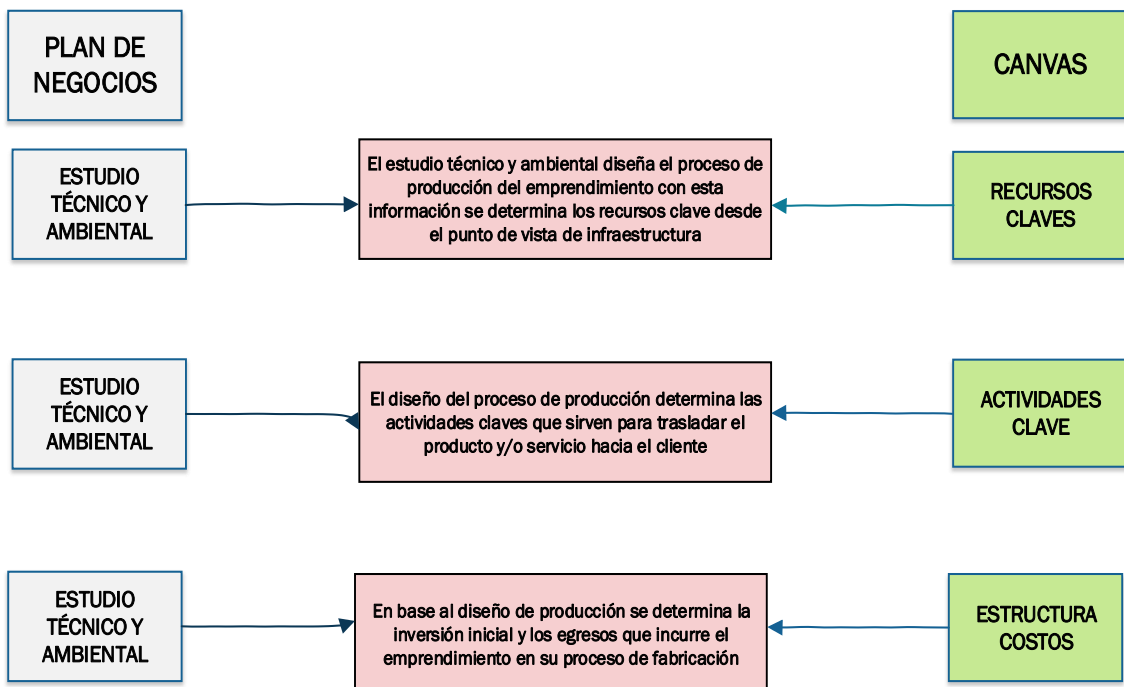 PLAN DE
NEGOCIOS
CANVAS
ESTUDIO
TÉCNICO Y
AMBIENTAL
El estudio técnico y ambiental diseña el proceso de
producción del emprendimiento con esta
información se determina los recursos clave desde
el punto de vista de infraestructura
RECURSOS
CLAVES
ESTUDIO
TÉCNICO Y
AMBIENTAL
El diseño del proceso de producción determina las
actividades claves que sirven para trasladar el
producto y/o servicio hacia el cliente
ACTIVIDADES
CLAVE
ESTUDIO
TÉCNICO Y
AMBIENTAL
En base al diseño de producción se determina la
inversión inicial y los egresos que incurre el
emprendimiento en su proceso de fabricación
ESTRUCTURA
COSTOS